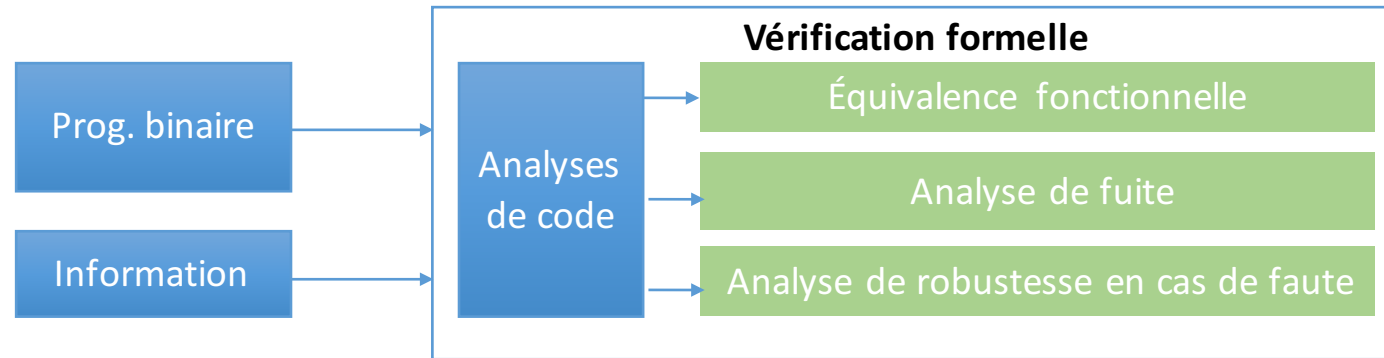 Vérification formelle
Prog. binaire
Information
Analyses
de code
Équivalence fonctionnelle
Analyse de fuite
Analyse de robustesse en cas de faute